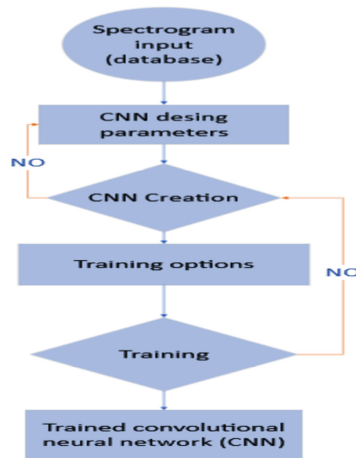 Spectrogram
input
(database)
CNN desing
parameters
NO
CNN Creation
Training options
NO
Training
Trained convolutional
neural network (CNN)